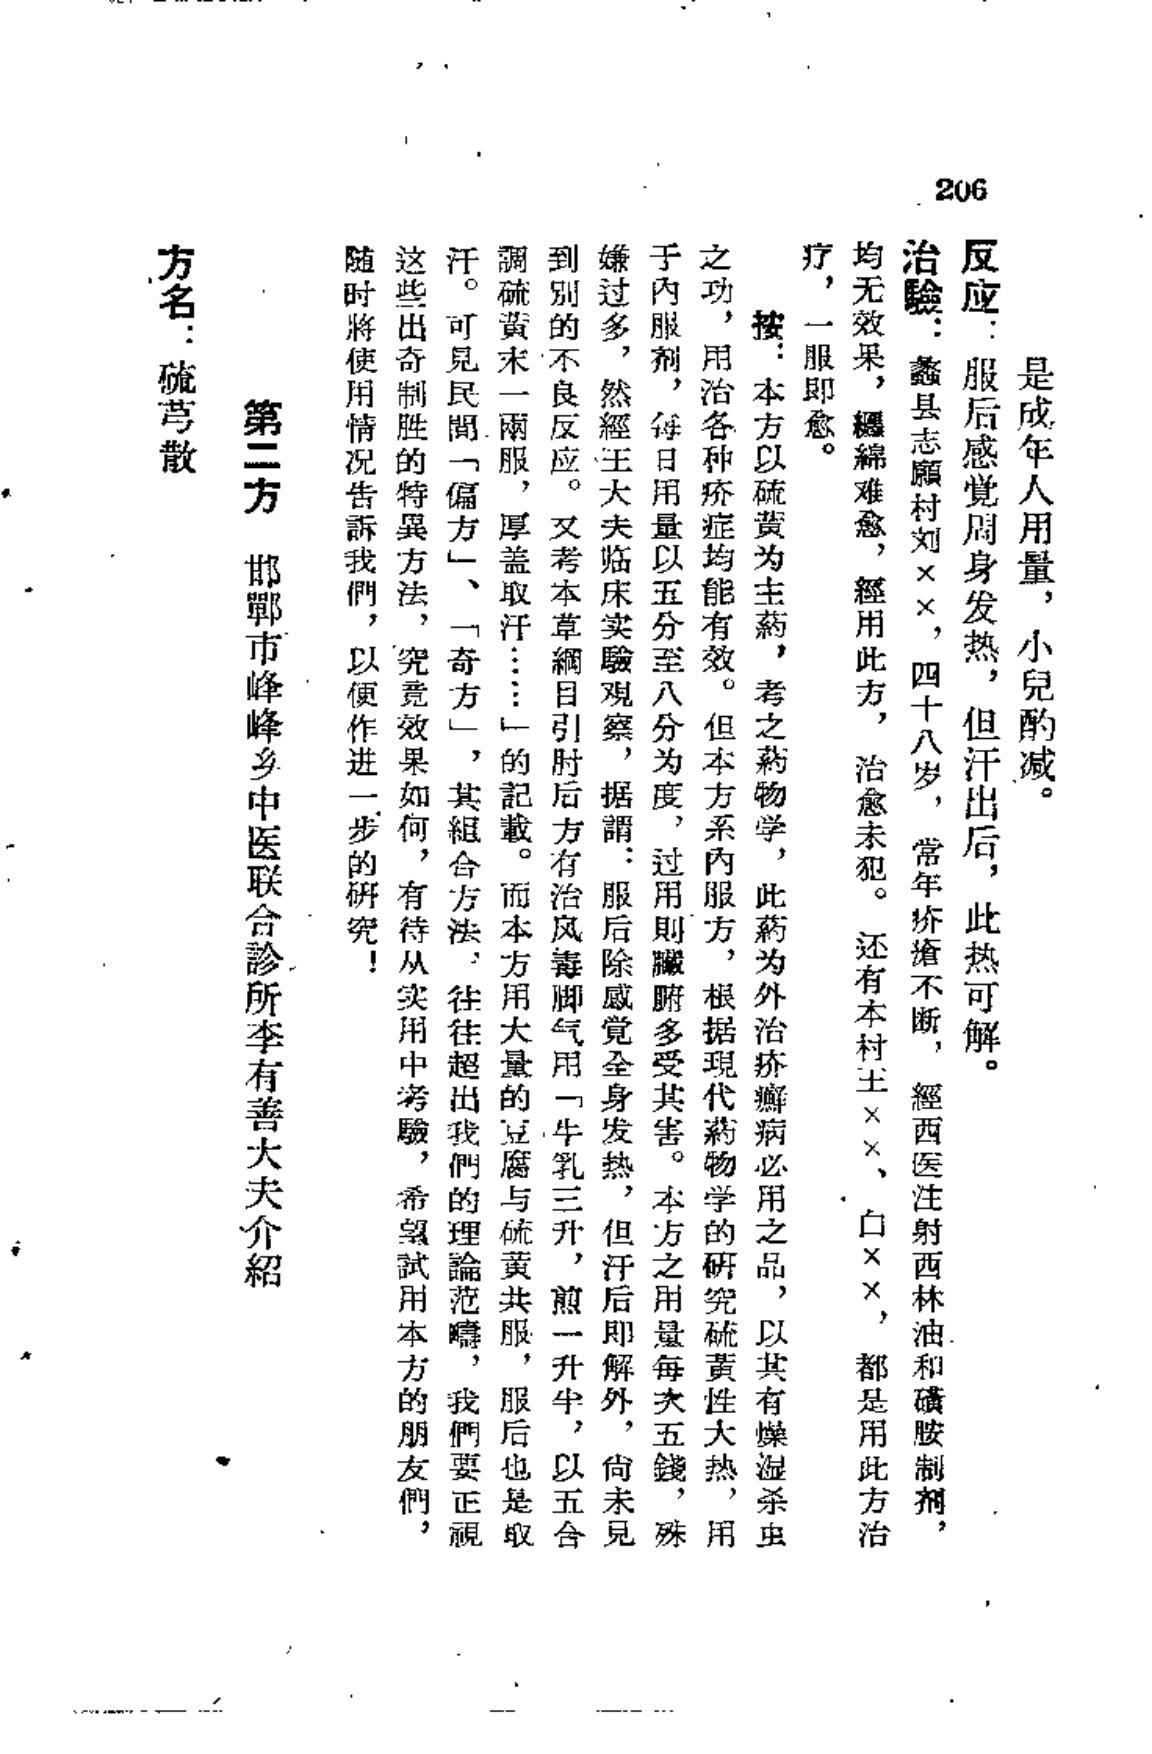 206
是成年人用量，小兒酌减。
反应：服后感覚周身发热，但汗出后，此热可解。
治驗：蠡县志願村刘××，四十八岁，常年疥瘡不断，經西医注射西林油和磺胺制剂，
均无效果，纒綿难愈，經用此方，治愈未犯。还有本村王××、白××，都是用此方治
疗，一服即愈。
按：本方以硫黄为主葯，考之葯物学，此葯为外治疥癬病必用之品，以其有燥湿杀虫
之功，用治各种疥症均能有效。但本方系內服方，根据現代葯物学的研究硫黄性大热，用
于內服剂，每日用量以五分至八分为度，过用則臟腑多受其害。本方之用量每次五錢，殊
嫌过多，然經王大夫临床实驗观察，据謂：服后除感覚全身发热，但汗后即解外，尙未見
到別的不良反应。又考本草綱目引肘后方有治风毒脚气用「牛乳三升，煎一升半，以五合
調硫黄末一兩服，厚盖取汗……」的記載。而本方用大量的豆腐与硫黄共服，服后也是取
汗。可見民間「偏方」、「奇方」，其組合方法，往往超出我們的理論范疇，我們要正視
这些出奇制胜的特異方法，究竟效果如何，有待从实用中考驗，希望試用本方的朋友們，
随时將使用情况告訴我們，以便作进一步的研究！
第二方　邯鄲市峰峰乡中医联合診所李有善大夫介紹
方名：硫芎散